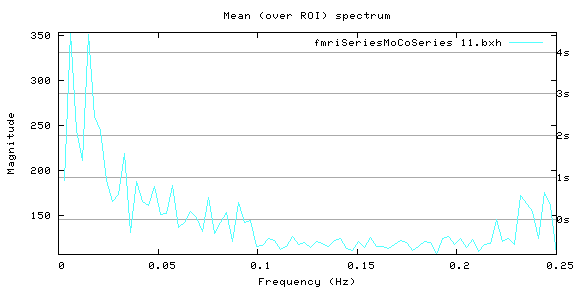 Mean (over ROI) spectrum
fmriSeriesMoCoSeries 11.bxh
350
300
250
200
150
4s
3s
2s
1s
0s
Magnitude
0 0.05 0.1 0.15 0.2 0.25
Frequency (Hz)